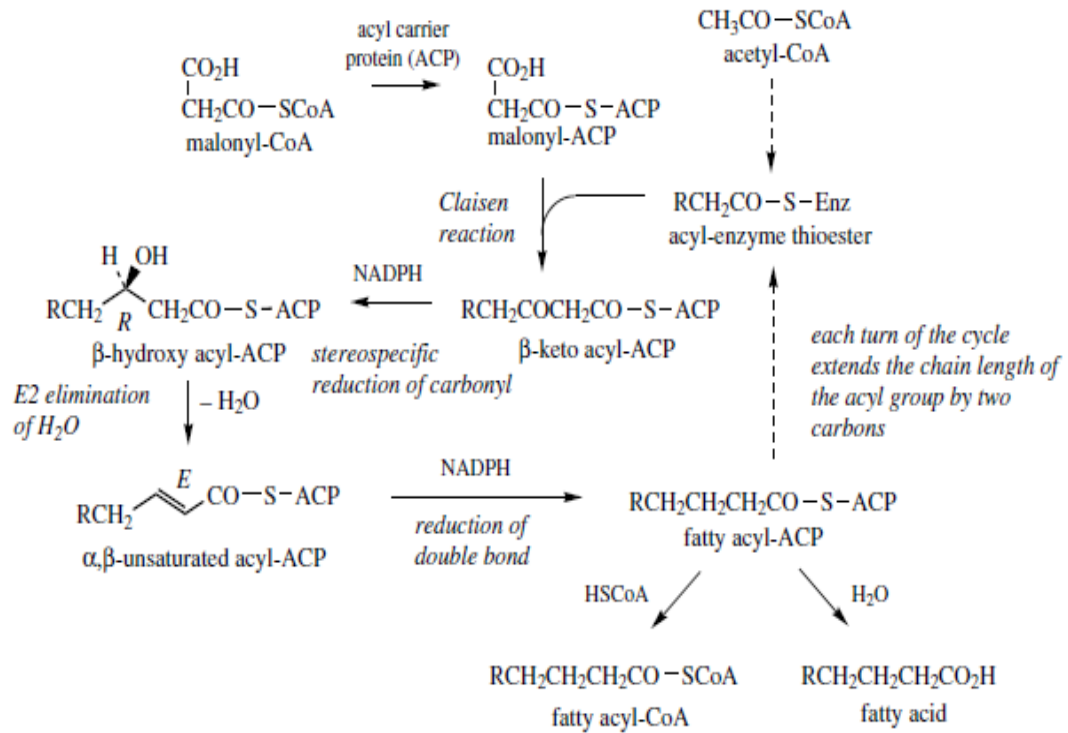 acyl carrier
protein (ACP)
CO₂H
CH₂CO–SCoA
malonyl-CoA
CO₂H
CH₂CO–S–ACP
malonyl-ACP
CH₃CO–SCoA
acetyl-CoA
Claisen
reaction
RCH₂CO–S–Enz
acyl-enzyme thioester
H OH
RCH₂ R CH₂CO–S–ACP
β-hydroxy acyl-ACP
NADPH
stereospecific
reduction of carbonyl
RCH₂COCH₂CO–S–ACP
β-keto acyl-ACP
each turn of the cycle
extends the chain length of
the acyl group by two
carbons
E2 elimination
of H₂O
– H₂O
E
RCH₂ CO–S–ACP
α,β-unsaturated acyl-ACP
NADPH
reduction of
double bond
RCH₂CH₂CH₂CO–S–ACP
fatty acyl-ACP
HSCoA
H₂O
RCH₂CH₂CH₂CO–SCoA
fatty acyl-CoA
RCH₂CH₂CH₂CO₂H
fatty acid